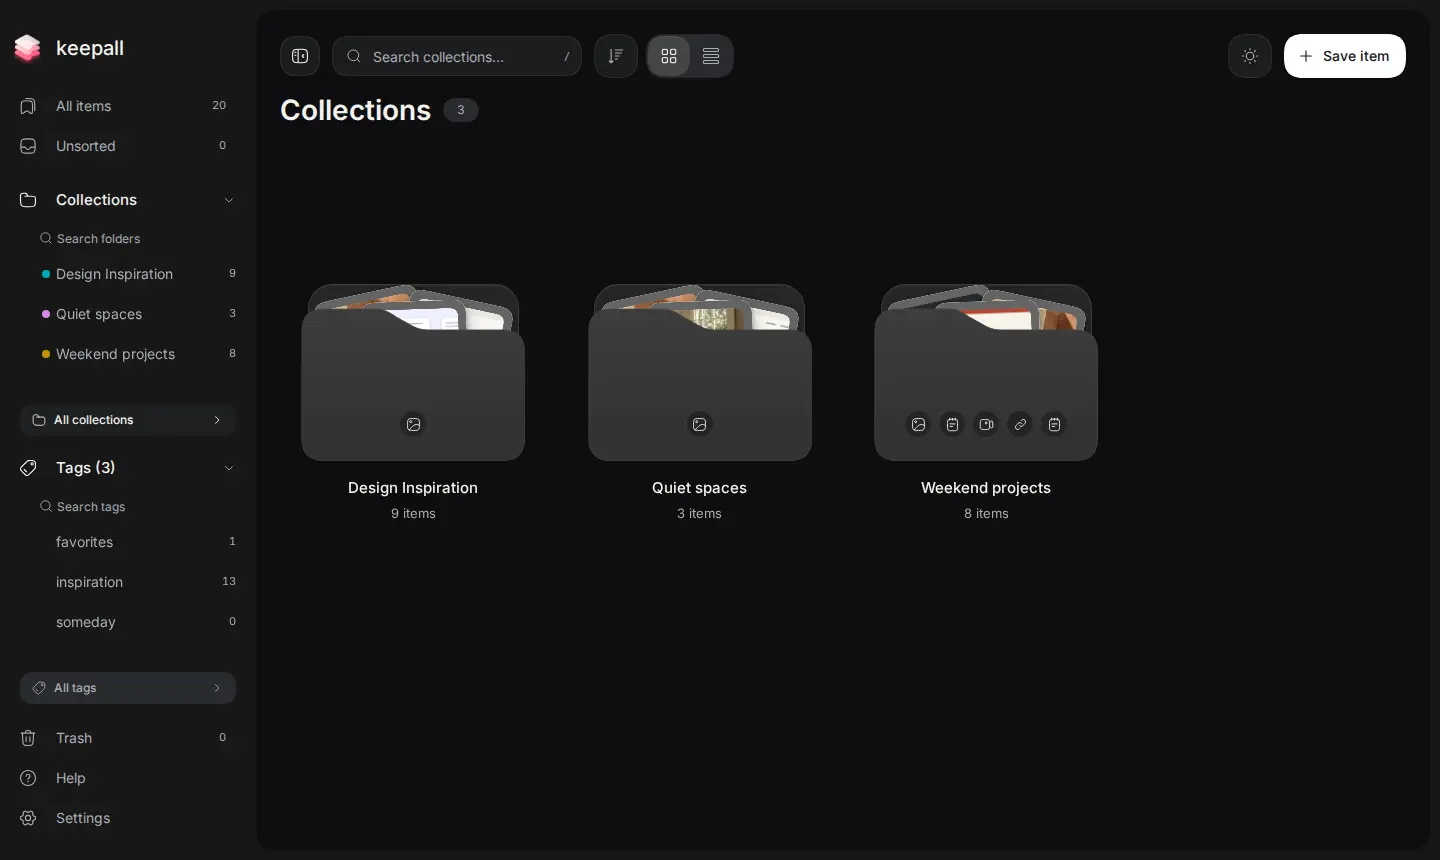 keepall
All items 20
Unsorted 0
Collections
Search folders
Design Inspiration 9
Quiet spaces 3
Weekend projects 8
All collections
Tags (3)
Search tags
favorites 1
inspiration 13
someday 0
All tags
Trash 0
Help
Settings
Search collections... /
Save item
Collections 3
Design Inspiration
9 items
Quiet spaces
3 items
Weekend projects
8 items